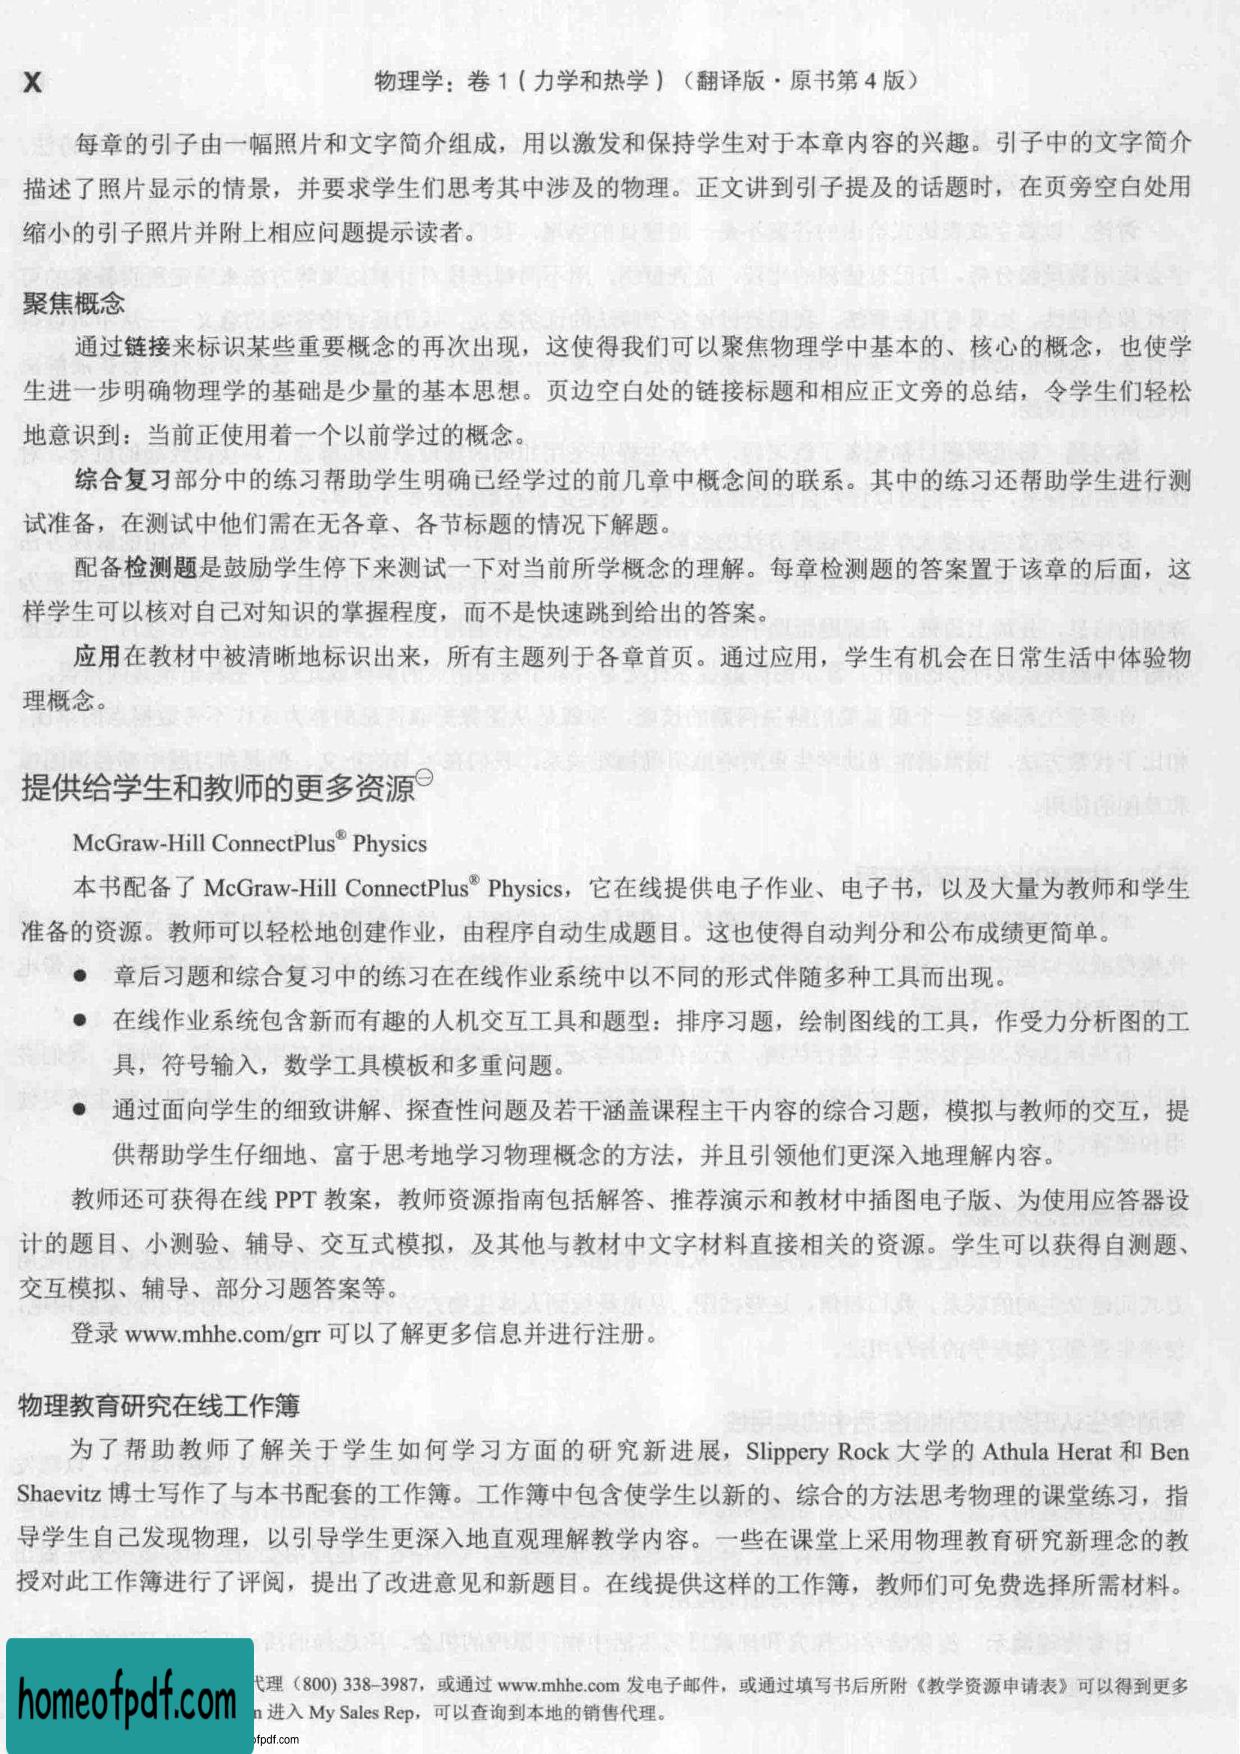 X
物理学：卷 1（力学和热学）（翻译版·原书第 4 版）
每章的引子由一幅照片和文字简介组成，用以激发和保持学生对于本章内容的兴趣。引子中的文字简介
描述了照片显示的情景，并要求学生们思考其中涉及的物理。正文讲到引子提及的话题时，在页旁空白处用
缩小的引子照片并附上相应问题提示读者。
聚焦概念
通过链接来标识某些重要概念的再次出现，这使得我们可以聚焦物理学中基本的、核心的概念，也使学
生进一步明确物理学的基础是少量的基本思想。页边空白处的链接标题和相应正文旁的总结，令学生们轻松
地意识到：当前正使用着一个以前学过的概念。
综合复习部分中的练习帮助学生明确已经学过的前几章中概念间的联系。其中的练习还帮助学生进行测
试准备，在测试中他们需在无各章、各节标题的情况下解题。
配备检测题是鼓励学生停下来测试一下对当前所学概念的理解。每章检测题的答案置于该章的后面，这
样学生可以核对自己对知识的掌握程度，而不是快速跳到给出的答案。
应用在教材中被清晰地标识出来，所有主题列于各章首页。通过应用，学生有机会在日常生活中体验物
理概念。
提供给学生和教师的更多资源㊀
McGraw-Hill ConnectPlus® Physics
本书配备了 McGraw-Hill ConnectPlus® Physics，它在线提供电子作业、电子书，以及大量为教师和学生
准备的资源。教师可以轻松地创建作业，由程序自动生成题目。这也使得自动判分和公布成绩更简单。
● 章后习题和综合复习中的练习在在线作业系统中以不同的形式伴随多种工具而出现。
● 在线作业系统包含新而有趣的人机交互工具和题型：排序习题，绘制图线的工具，作受力分析图的工
具，符号输入，数学工具模板和多重问题。
● 通过面向学生的细致讲解、探查性问题及若干涵盖课程主干内容的综合习题，模拟与教师的交互，提
供帮助学生仔细地、富于思考地学习物理概念的方法，并且引领他们更深入地理解内容。
教师还可获得在线 PPT 教案，教师资源指南包括解答、推荐演示和教材中插图电子版、为使用应答器设
计的题目、小测验、辅导、交互式模拟，及其他与教材中文字材料直接相关的资源。学生可以获得自测题、
交互模拟、辅导、部分习题答案等。
登录 www.mhhe.com/grr 可以了解更多信息并进行注册。
物理教育研究在线工作簿
为了帮助教师了解关于学生如何学习方面的研究新进展，Slippery Rock 大学的 Athula Herat 和 Ben
Shaevitz 博士写作了与本书配套的工作簿。工作簿中包含使学生以新的、综合的方法思考物理的课堂练习，指
导学生自己发现物理，以引导学生更深入地直观理解教学内容。一些在课堂上采用物理教育研究新理念的教
授对此工作簿进行了评阅，提出了改进意见和新题目。在线提供这样的工作簿，教师们可免费选择所需材料。
代理（800) 338–3987，或通过 www.mhhe.com 发电子邮件，或通过填写书后所附《教学资源申请表》可以得到更多
n 进入 My Sales Rep，可以查询到本地的销售代理。
homeofpdf.com
ofpdf.com